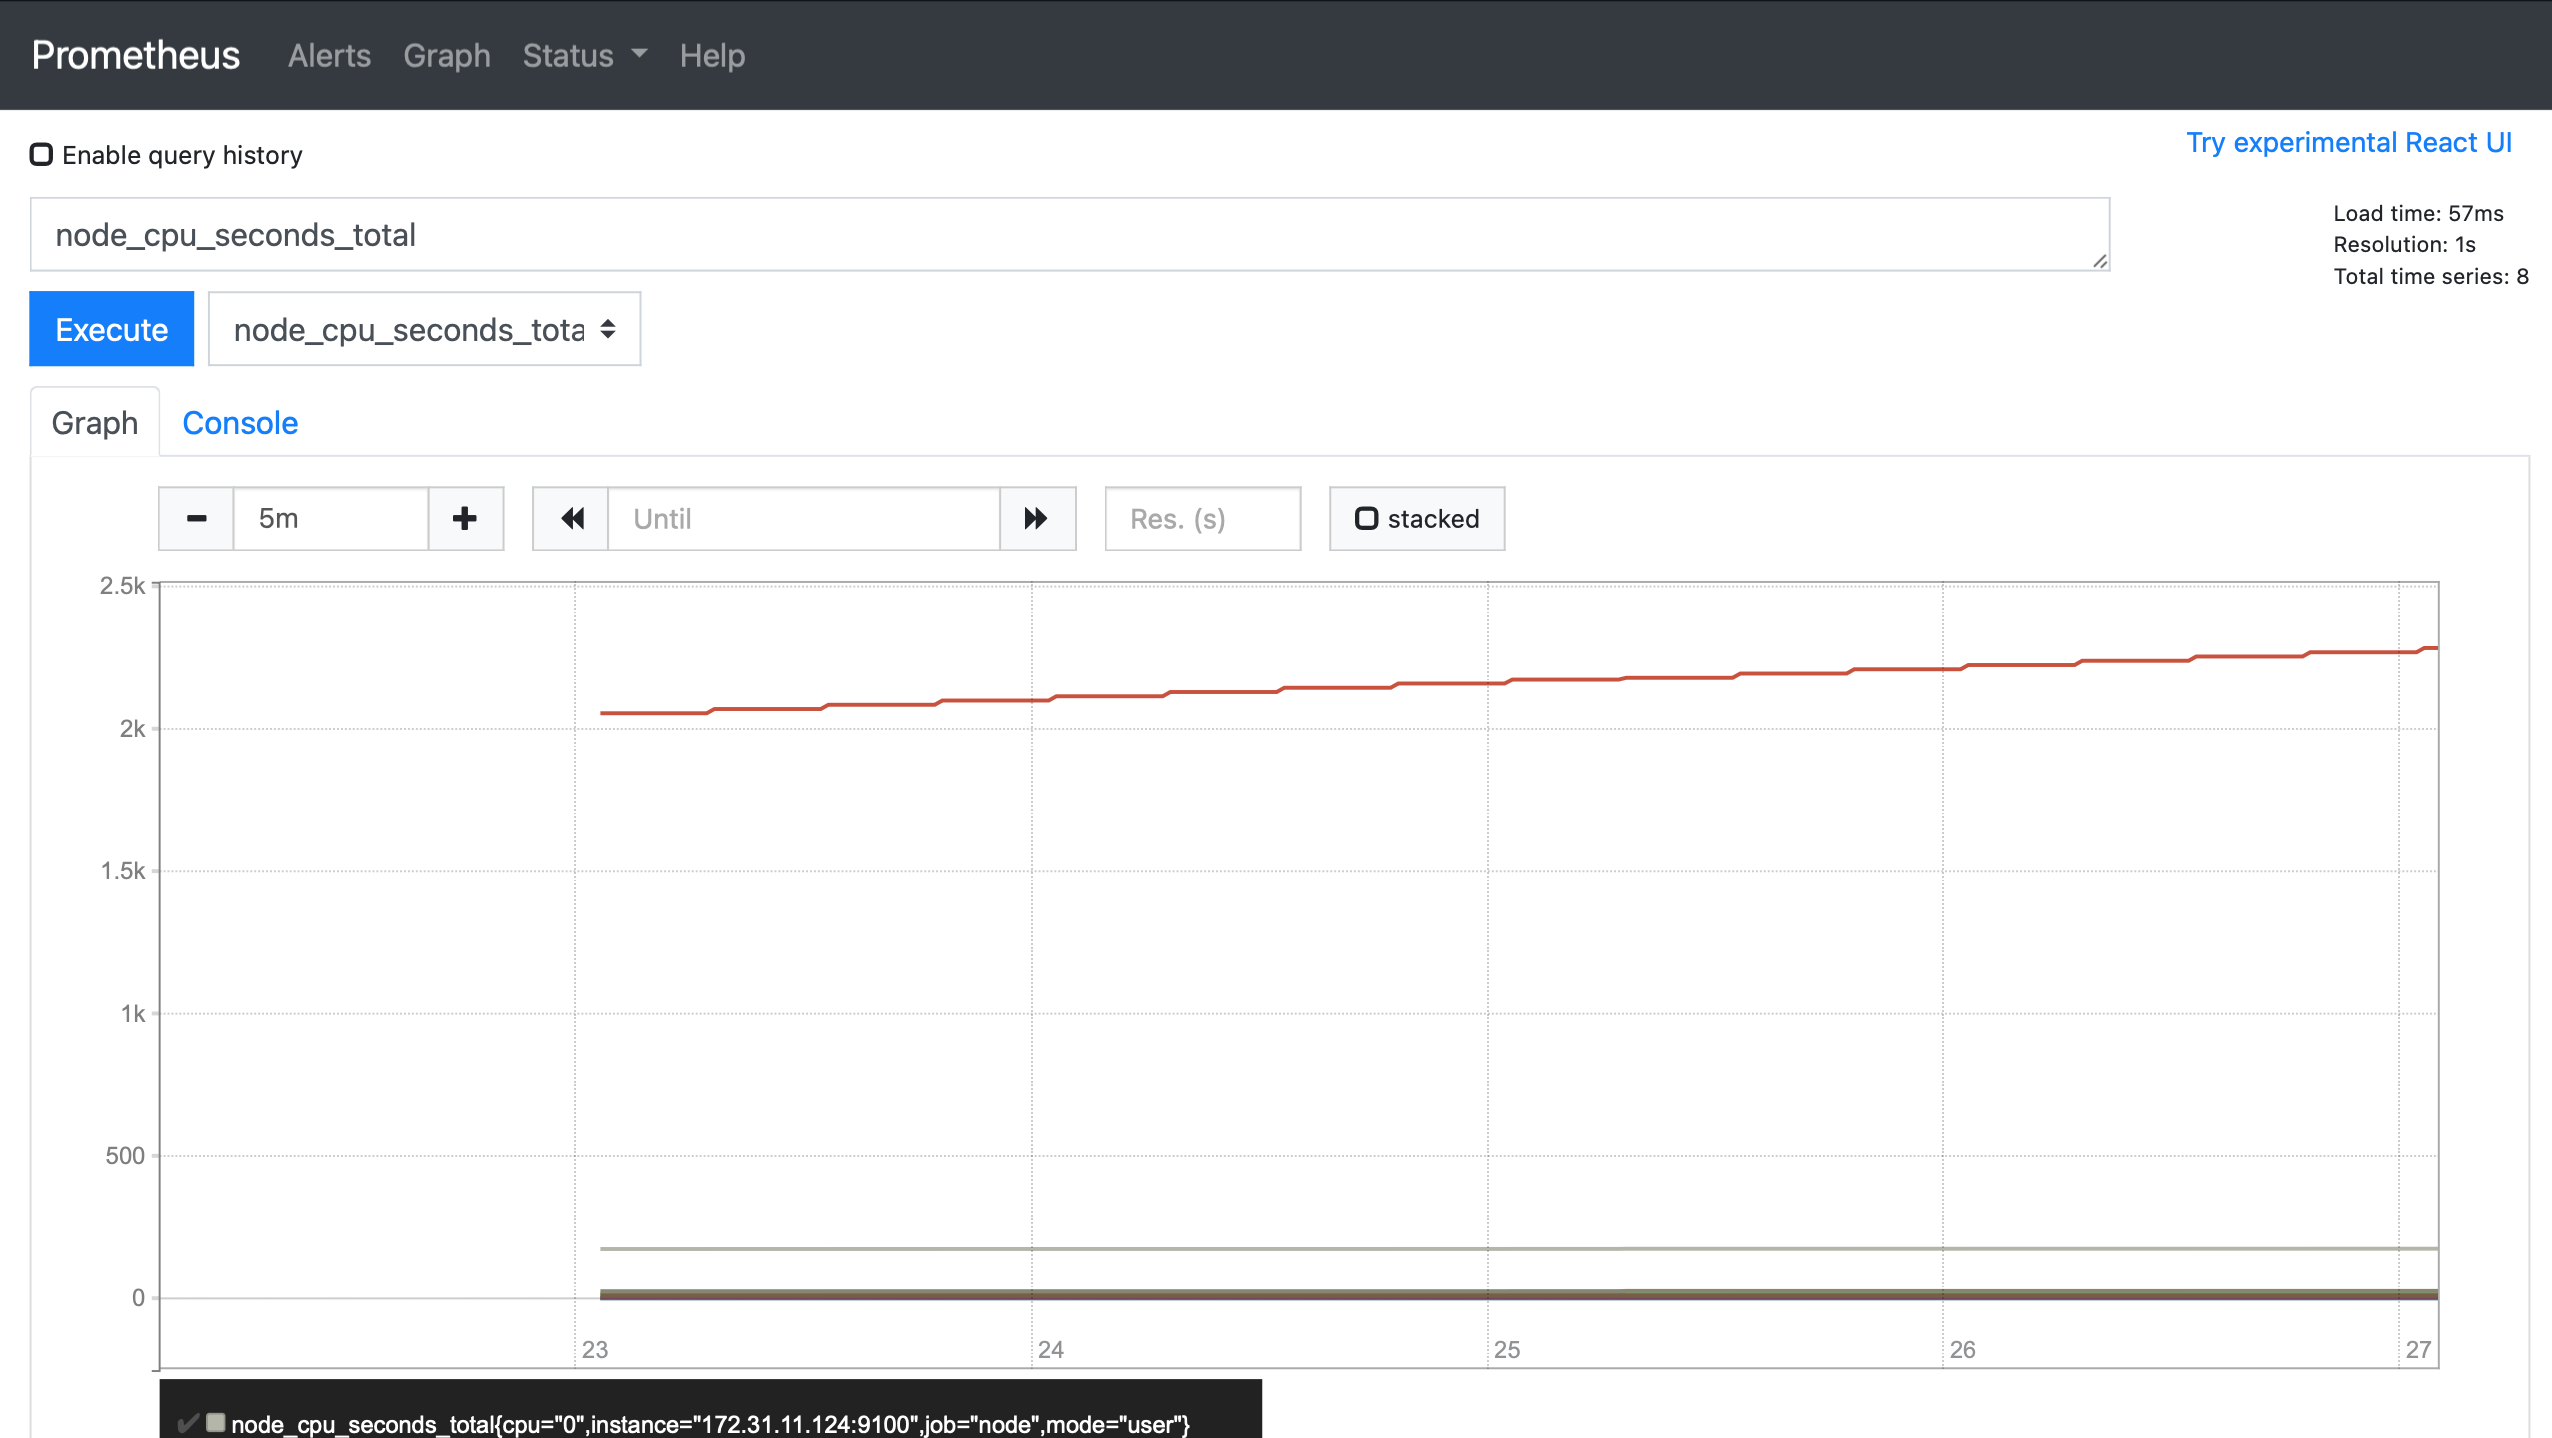 Prometheus Alerts Graph Status Help
Enable query history
Try experimental React UI
node_cpu_seconds_total
Load time: 57ms
Resolution: 1s
Total time series: 8
Execute
node_cpu_seconds_tota
Graph Console
5m
Until
Res. (s)
stacked
2.5k
2k
1.5k
1k
500
0
23 24 25 26 27
node_cpu_seconds_total{cpu="0",instance="172.31.11.124:9100",job="node",mode="user"}